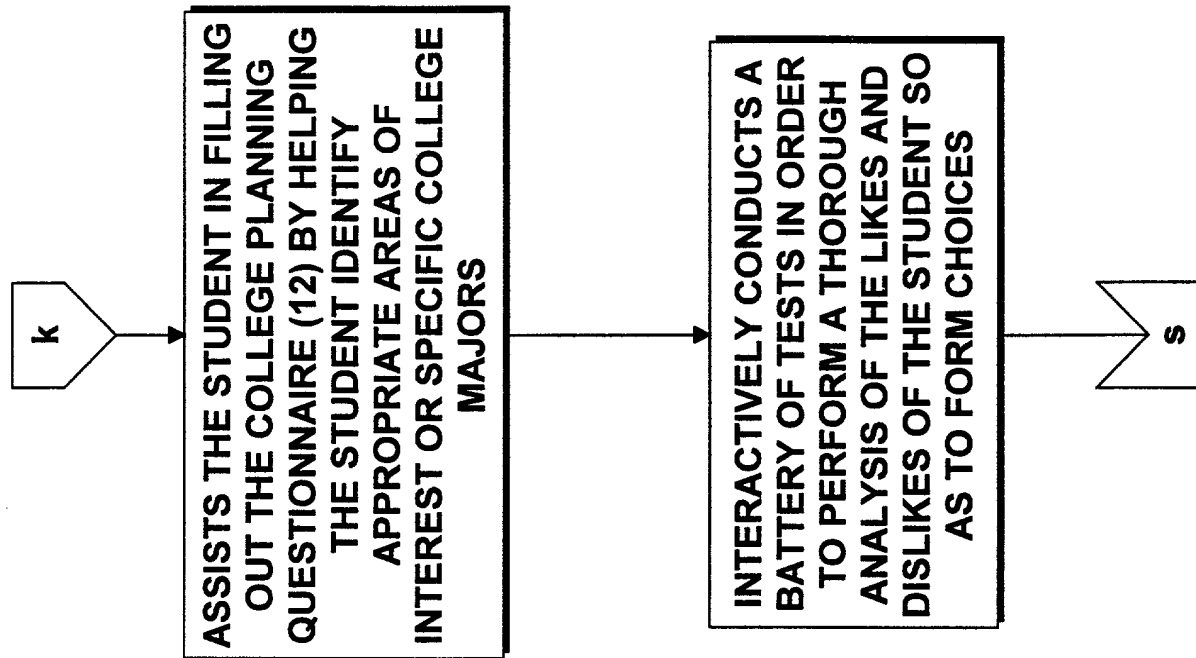 k
ASSISTS THE STUDENT IN FILLING
OUT THE COLLEGE PLANNING
QUESTIONNAIRE (12) BY HELPING
THE STUDENT IDENTIFY
APPROPRIATE AREAS OF
INTEREST OR SPECIFIC COLLEGE
MAJORS
INTERACTIVELY CONDUCTS A
BATTERY OF TESTS IN ORDER
TO PERFORM A THOROUGH
ANALYSIS OF THE LIKES AND
DISLIKES OF THE STUDENT SO
AS TO FORM CHOICES
s